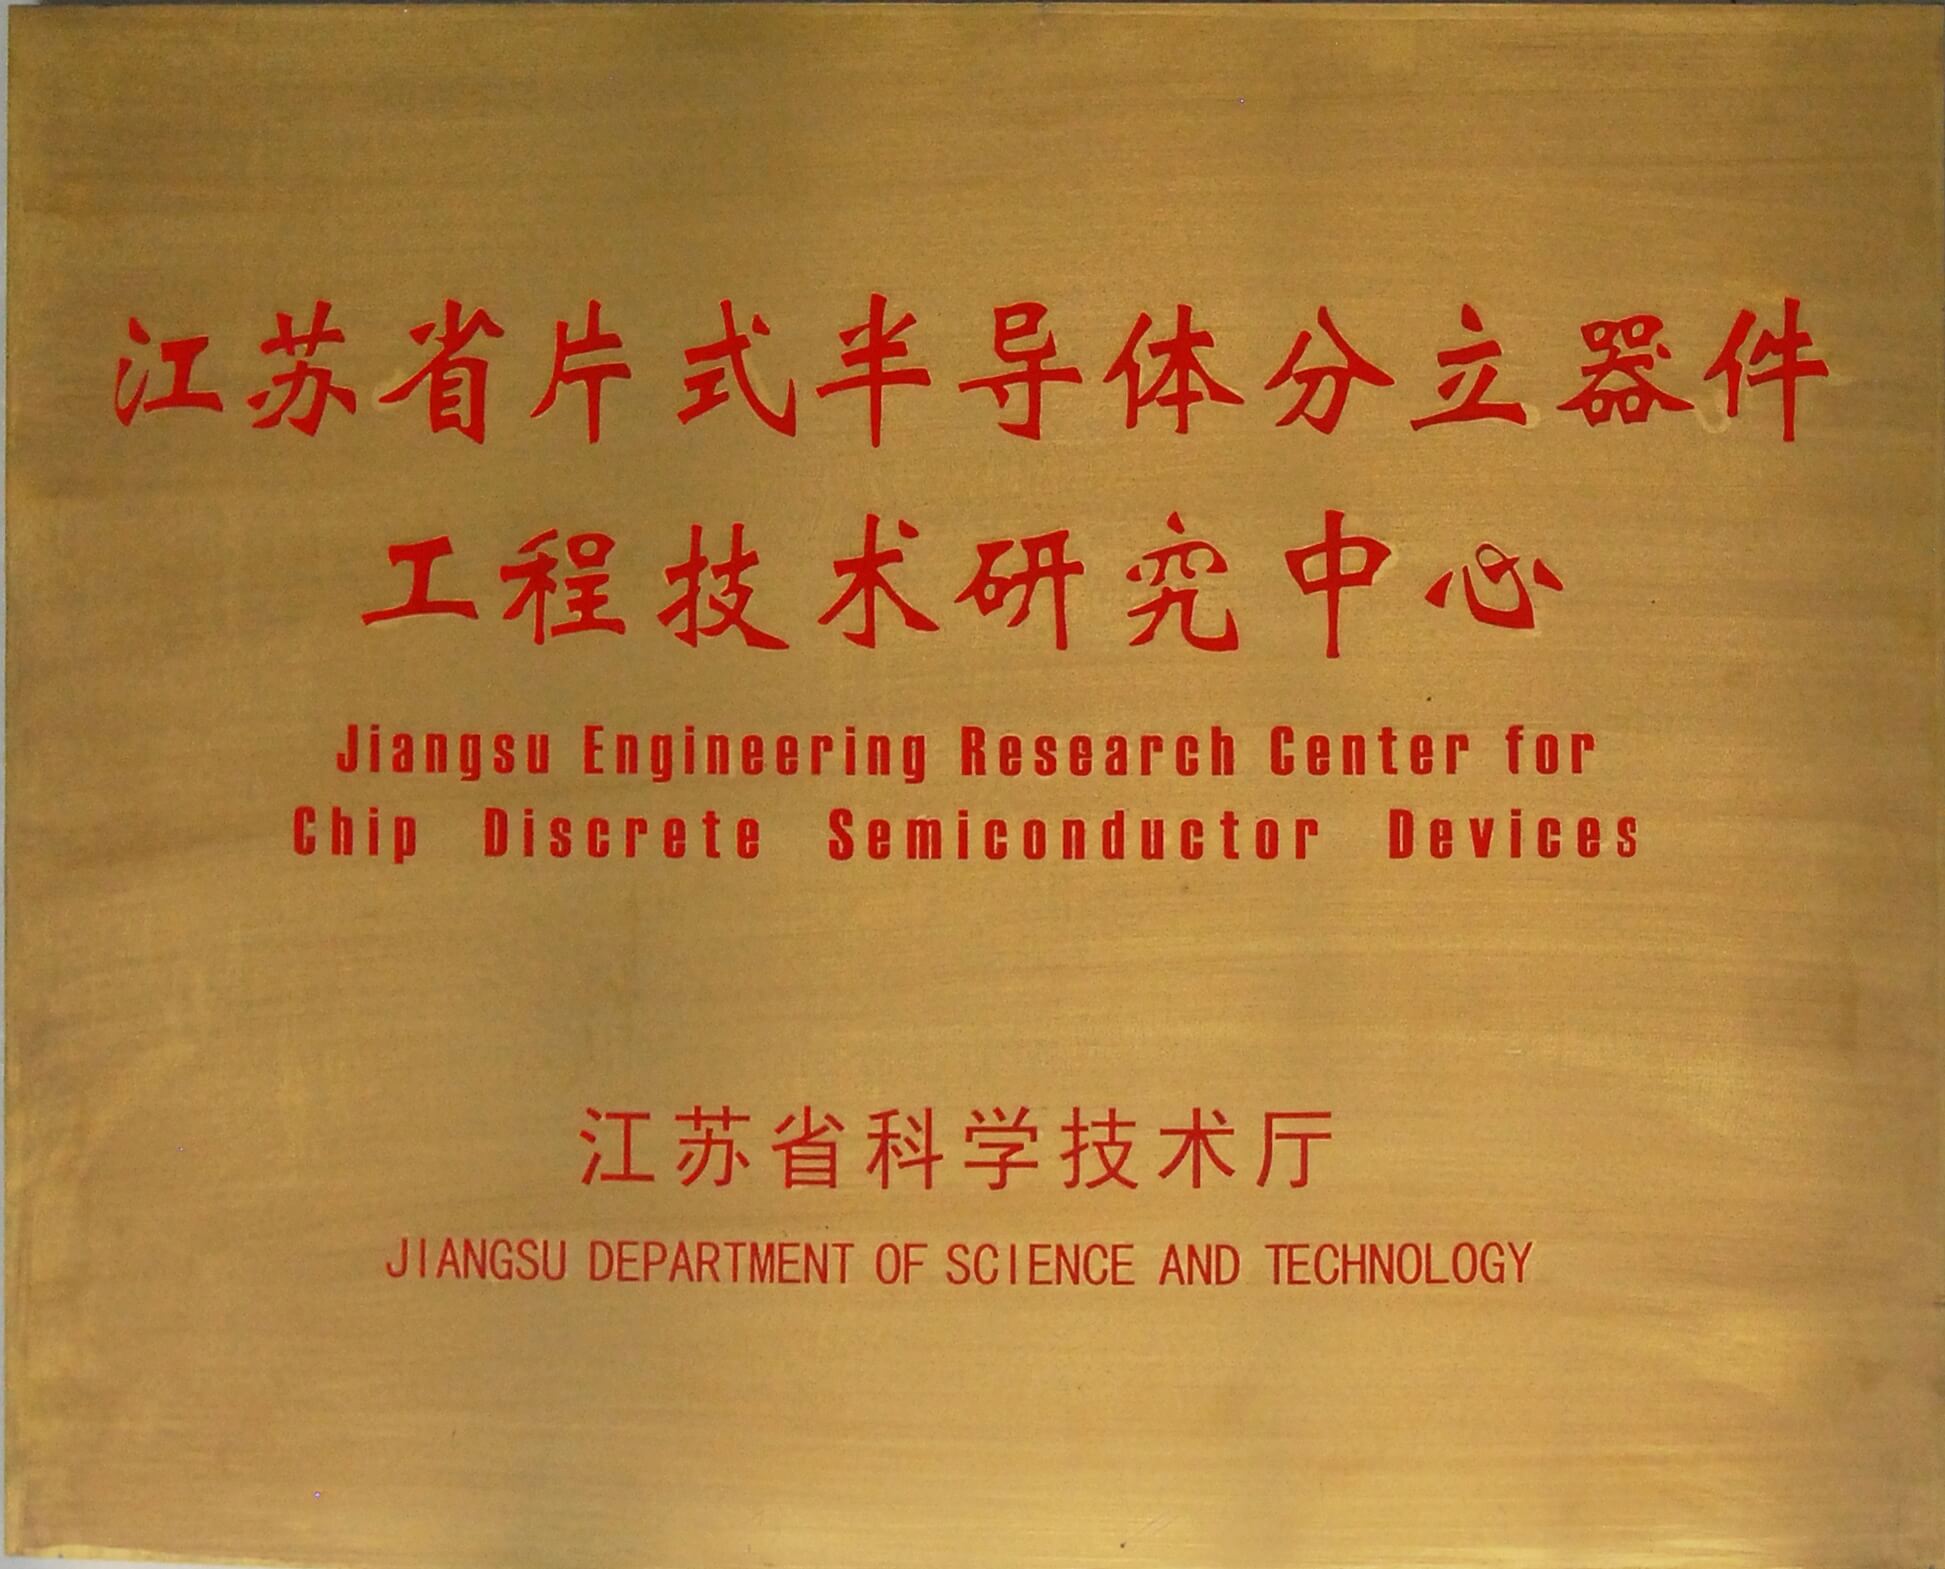 江苏省片式半导体分立器件
工程技术研究中心
Jiangsu Engineering Research Center for
Chip Discrete Semiconductor Devices
江苏省科学技术厅
JIANGSU DEPARTMENT OF SCIENCE AND TECHNOLOGY